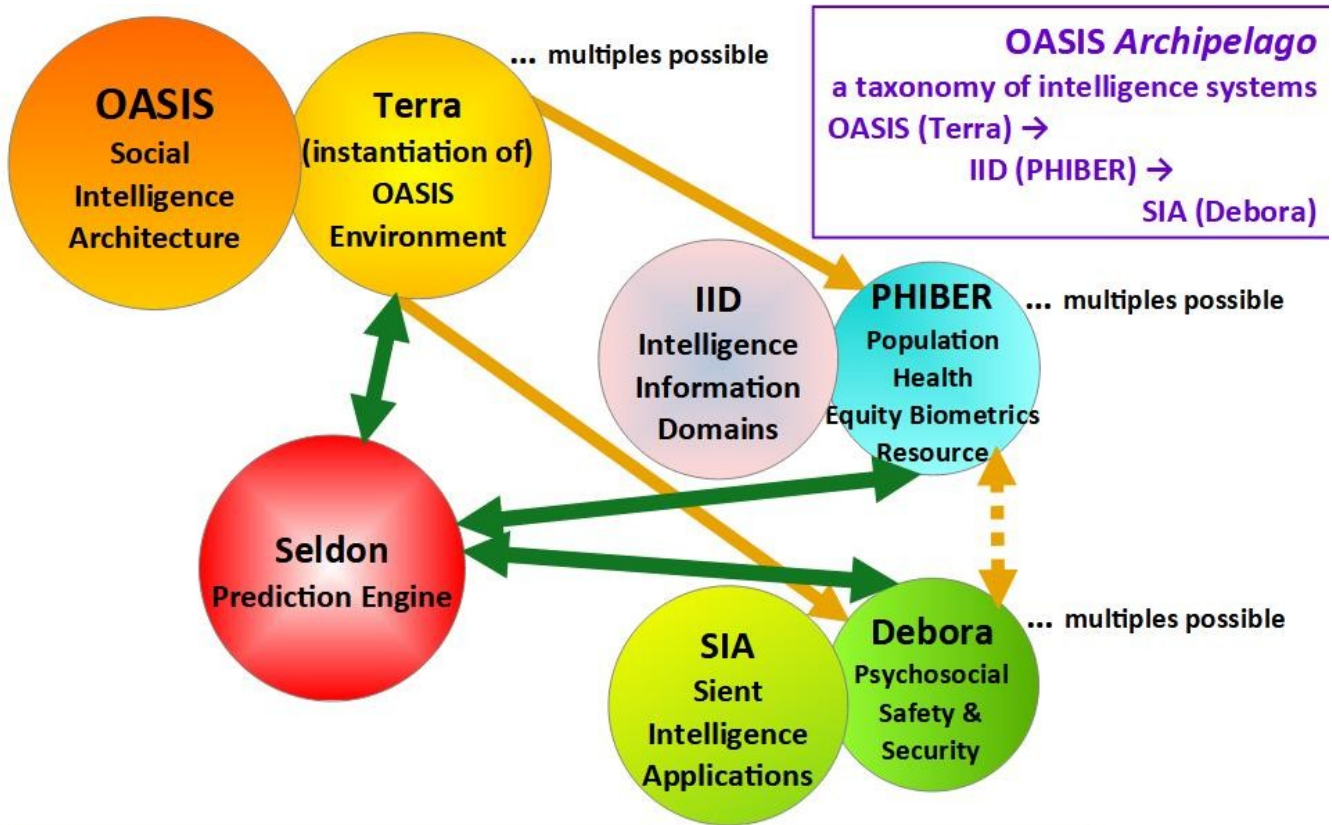 OASIS
Social
Intelligence
Architecture
Terra
(instantiation of)
OASIS
Environment
... multiples possible
OASIS Archipelago
a taxonomy of intelligence systems
OASIS (Terra) →
IID (PHIBER) →
SIA (Debora)
IID
Intelligence
Information
Domains
PHIBER
Population
Health
Equity Biometrics
Resource
... multiples possible
Seldon
Prediction Engine
SIA
Sient
Intelligence
Applications
Debora
Psychosocial
Safety &
Security
... multiples possible